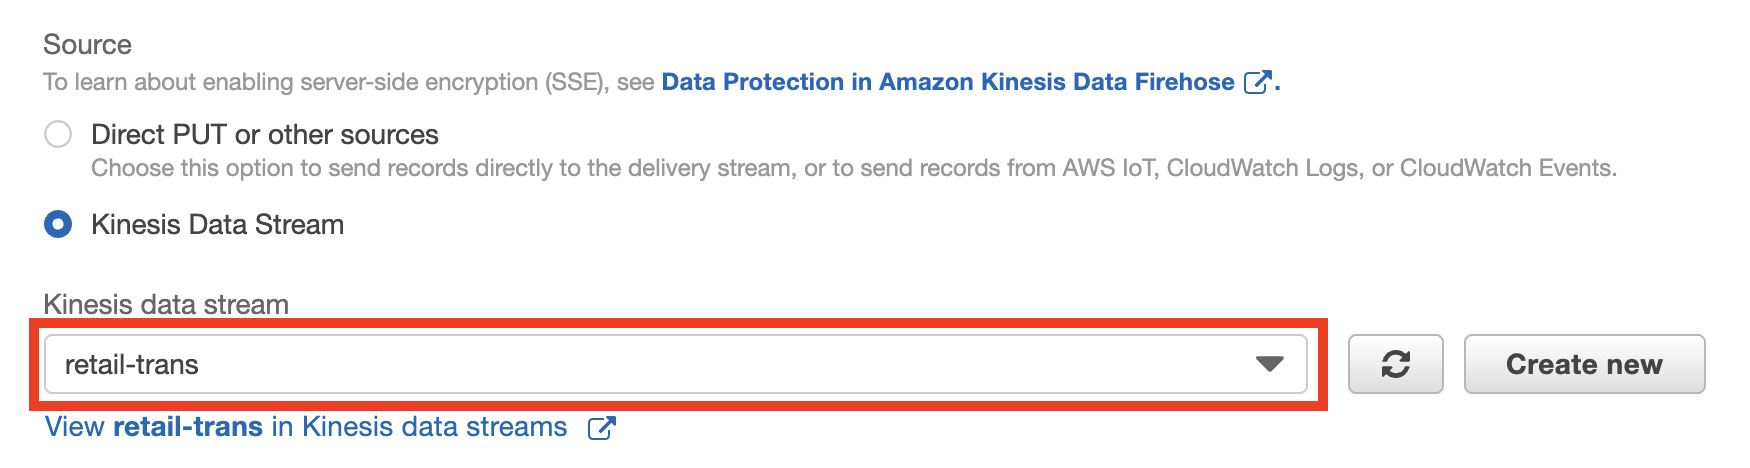 Source
To learn about enabling server-side encryption (SSE), see Data Protection in Amazon Kinesis Data Firehose .
Direct PUT or other sources
Choose this option to send records directly to the delivery stream, or to send records from AWS IoT, CloudWatch Logs, or CloudWatch Events.
Kinesis Data Stream
Kinesis data stream
retail-trans
Create new
View retail-trans in Kinesis data streams